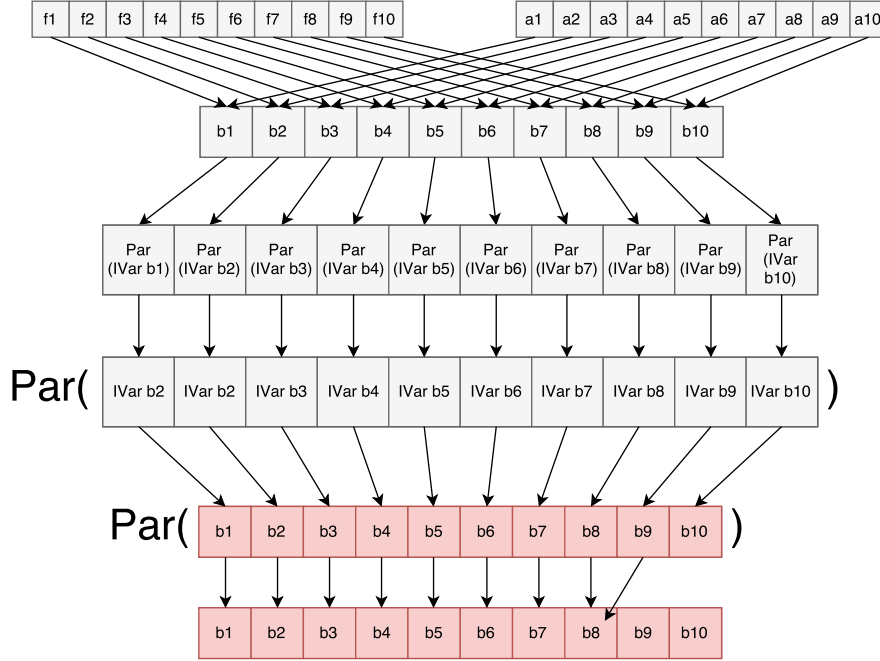 f1 f2 f3 f4 f5 f6 f7 f8 f9 f10 a1 a2 a3 a4 a5 a6 a7 a8 a9 a10
b1 b2 b3 b4 b5 b6 b7 b8 b9 b10
Par Par Par Par Par Par Par Par Par Par
(IVar b1) (IVar b2) (IVar b3) (IVar b4) (IVar b5) (IVar b6) (IVar b7) (IVar b8) (IVar b9) (IVar
b10)
Par( IVar b2 IVar b2 IVar b3 IVar b4 IVar b5 IVar b6 IVar b7 IVar b8 IVar b9 IVar b10 )
Par( b1 b2 b3 b4 b5 b6 b7 b8 b9 b10 )
b1 b2 b3 b4 b5 b6 b7 b8 b9 b10